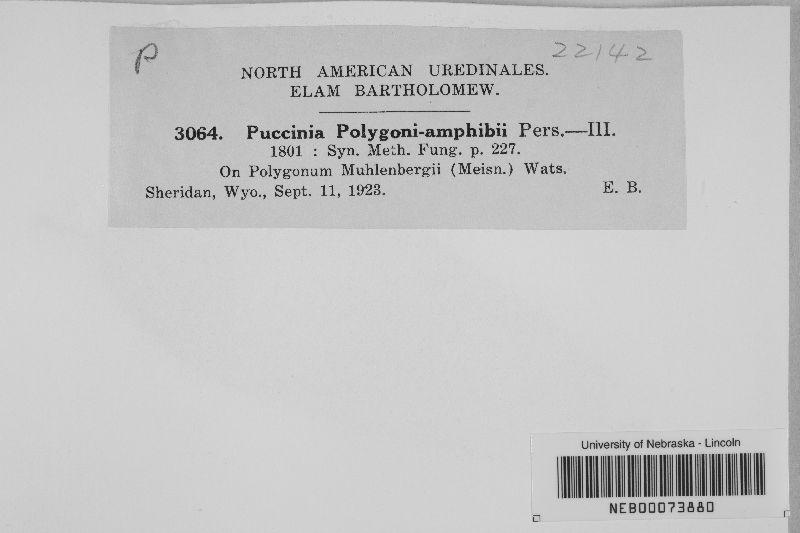 P 22142
NORTH AMERICAN UREDINALES.
ELAM BARTHOLOMEW.
3064. Puccinia Polygoni-amphibii Pers.—III.
1801 : Syn. Meth. Fung. p. 227.
On Polygonum Muhlenbergii (Meisn.) Wats.
Sheridan, Wyo., Sept. 11, 1923. E. B.
University of Nebraska - Lincoln
NEB00073880